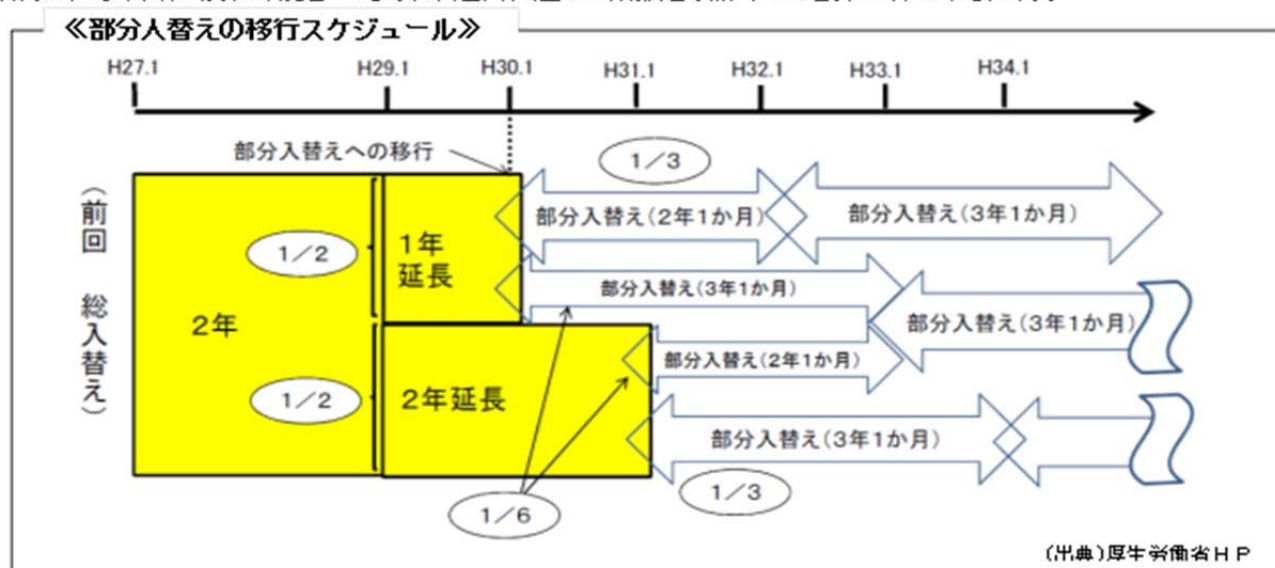 ≪部分入替えの移行スケジュール≫
H27.1
H29.1
H30.1
H31.1
H32.1
H33.1
H34.1
部分入替えへの移行
1／3
(前回　総入替え)
2年
1／2
1年
延長
部分入替え(2年1か月)
部分入替え(3年1か月)
部分入替え(3年1か月)
部分入替え(3年1か月)
1／2
2年延長
部分入替え(2年1か月)
部分入替え(3年1か月)
1／6
1／3
(出典)厚生労働省HP